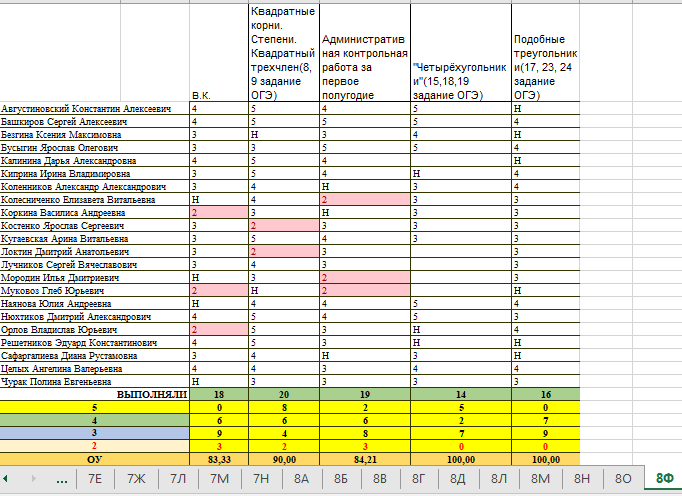 В.К.
Квадратные
корни.
Степени.
Квадратный
трехчлен(8,
9 задание
ОГЭ)
Административ
ная контрольная
работа за
первое
полугодие
"Четырёхугольник
и"(15,18,19
задание ОГЭ)
Подобные
треугольник
и(17, 23, 24
задание
ОГЭ)
Августиновский Константин Алексеевич 4 5 4 5 Н
Башкиров Сергей Алексеевич 4 5 5 5 4
Безгина Ксения Максимовна 3 Н 3 4 Н
Бусыгин Ярослав Олегович 3 3 5 5 4
Калинина Дарья Александровна 4 5 4 Н
Киприна Ирина Владимировна 3 5 4 Н 4
Коленников Александр Александрович 3 4 Н 3 4
Колесниченко Елизавета Витальевна Н 4 2 3 3
Коркина Василиса Андреевна 2 3 Н 3 3
Костенко Ярослав Сергеевич 3 2 3 3 3
Кугаевская Арина Витальевна 3 5 4 3 3
Локтин Дмитрий Анатольевич 3 2 3 3
Лучников Сергей Вячеславович 3 4 3 3
Мородин Илья Дмитриевич Н 3 2 3
Муковоз Глеб Юрьевич 2 Н 2 Н
Наянова Юлия Андреевна Н 4 4 5 4
Нюхтиков Дмитрий Александрович 4 5 4 5 4
Орлов Владислав Юрьевич 2 5 3 Н 4
Решетников Эдуард Константинович 4 5 3 Н Н
Сафаргалиева Диана Рустамовна 3 4 Н 3 Н
Целых Ангелина Валерьевна 4 4 3 4 4
Чурак Полина Евгеньевна Н 3 3 3 3
ВЫПОЛНЯЛИ 18 20 19 14 16
5 0 8 2 5 0
4 6 6 6 2 7
3 9 4 8 7 9
2 3 2 3 0 0
ОУ 83,33 90,00 84,21 100,00 100,00
... 7Е 7Ж 7Л 7М 7Н 8А 8Б 8В 8Г 8Д 8Л 8М 8Н 8О 8Ф